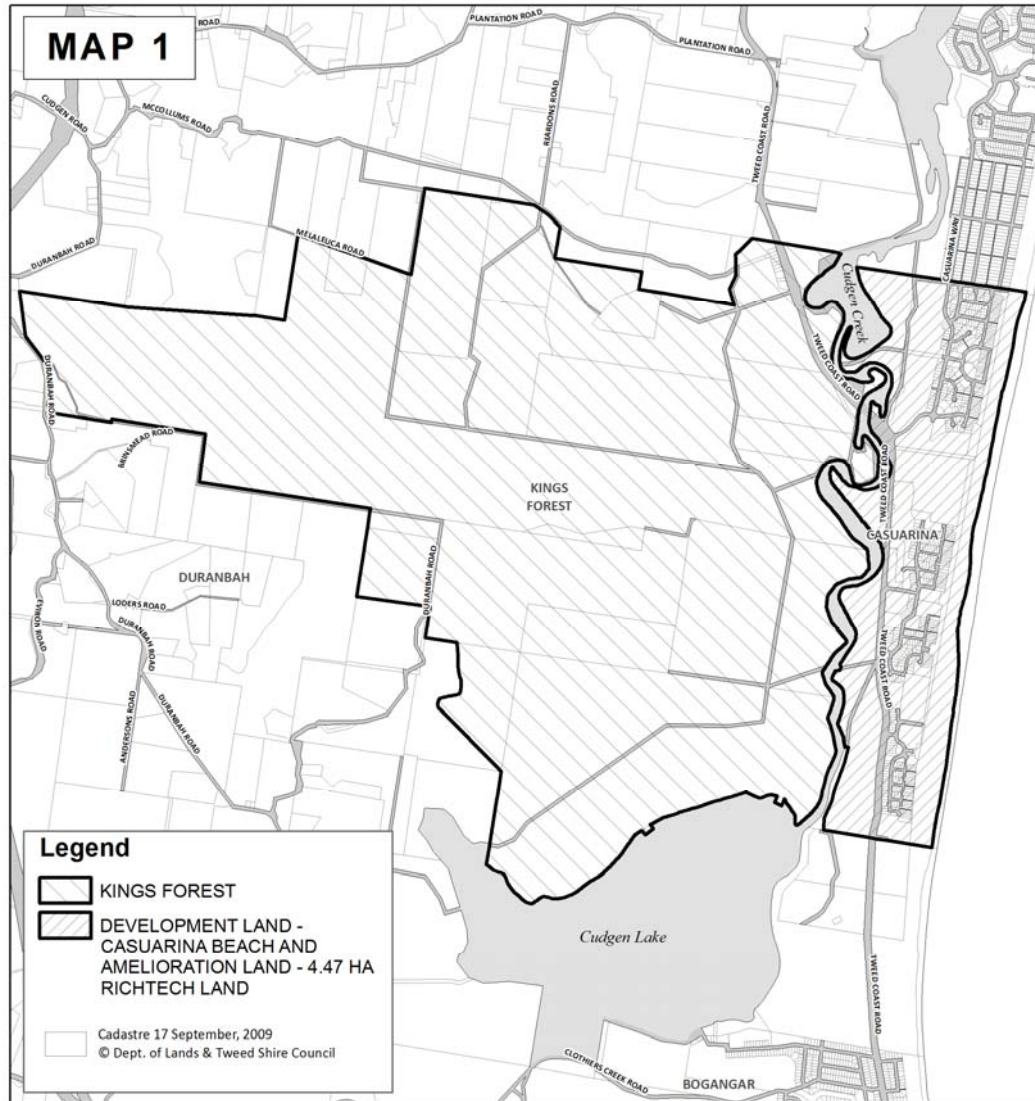 MAP 1
ROAD
PLANTATION ROAD
PLANTATION ROAD
CUDGEN ROAD
MCCOLLUMS ROAD
REARDONS ROAD
TWEED COAST ROAD
DURANBAH ROAD
MELALEUCA ROAD
CASUARINA WAY
Cudgen Creek
TWEED COAST ROAD
DURANBAH ROAD
BRINSMEAD ROAD
KINGS
FOREST
TWEED COAST ROAD
CASUARINA
DURANBAH
DURANBAH ROAD
LODERS ROAD
EVIRON ROAD
DURANBAH ROAD
TWEED COAST ROAD
ANDERSONS ROAD
DURANBAH ROAD
Legend
KINGS FOREST
DEVELOPMENT LAND -
CASUARINA BEACH AND
AMELIORATION LAND - 4.47 HA
RICHTECH LAND
Cadastre 17 September, 2009
© Dept. of Lands & Tweed Shire Council
Cudgen Lake
TWEED COAST ROAD
CLOTHIERS CREEK ROAD
BOGANGAR